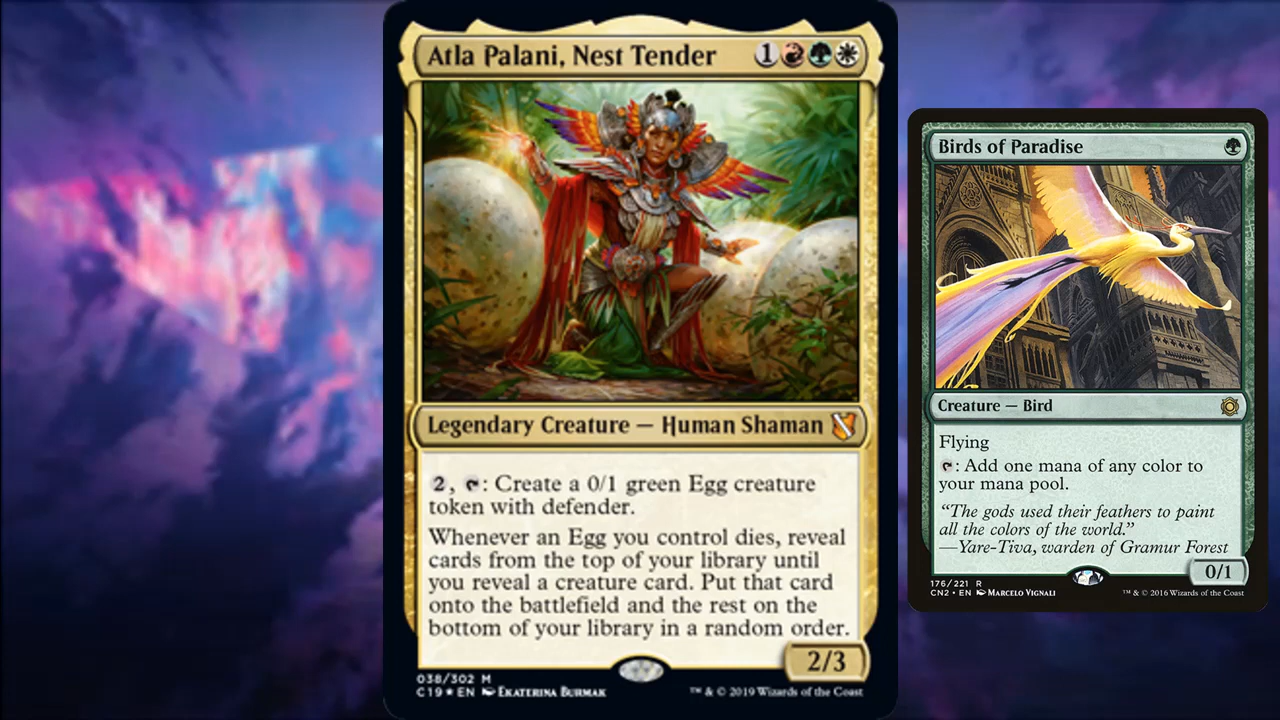 Atla Palani, Nest Tender 1
Legendary Creature — Human Shaman
2, : Create a 0/1 green Egg creature
token with defender.
Whenever an Egg you control dies, reveal
cards from the top of your library until
you reveal a creature card. Put that card
onto the battlefield and the rest on the
bottom of your library in a random order.
2/3
038/302 M
C19★EN Ekaterina Burmak
™ & © 2019 Wizards of the Coast
Birds of Paradise
Creature — Bird
Flying
: Add one mana of any color to
your mana pool.
“The gods used their feathers to paint
all the colors of the world.”
—Yare-Tiva, warden of Gramur Forest
0/1
176/221 R
CN2 • EN Marcelo Vignali
™ & © 2016 Wizards of the Coast